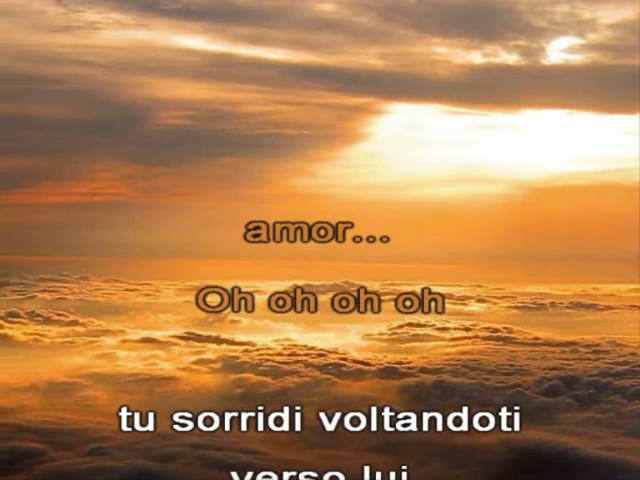 amor...
Oh oh oh oh
tu sorridi voltandoti
verso lui